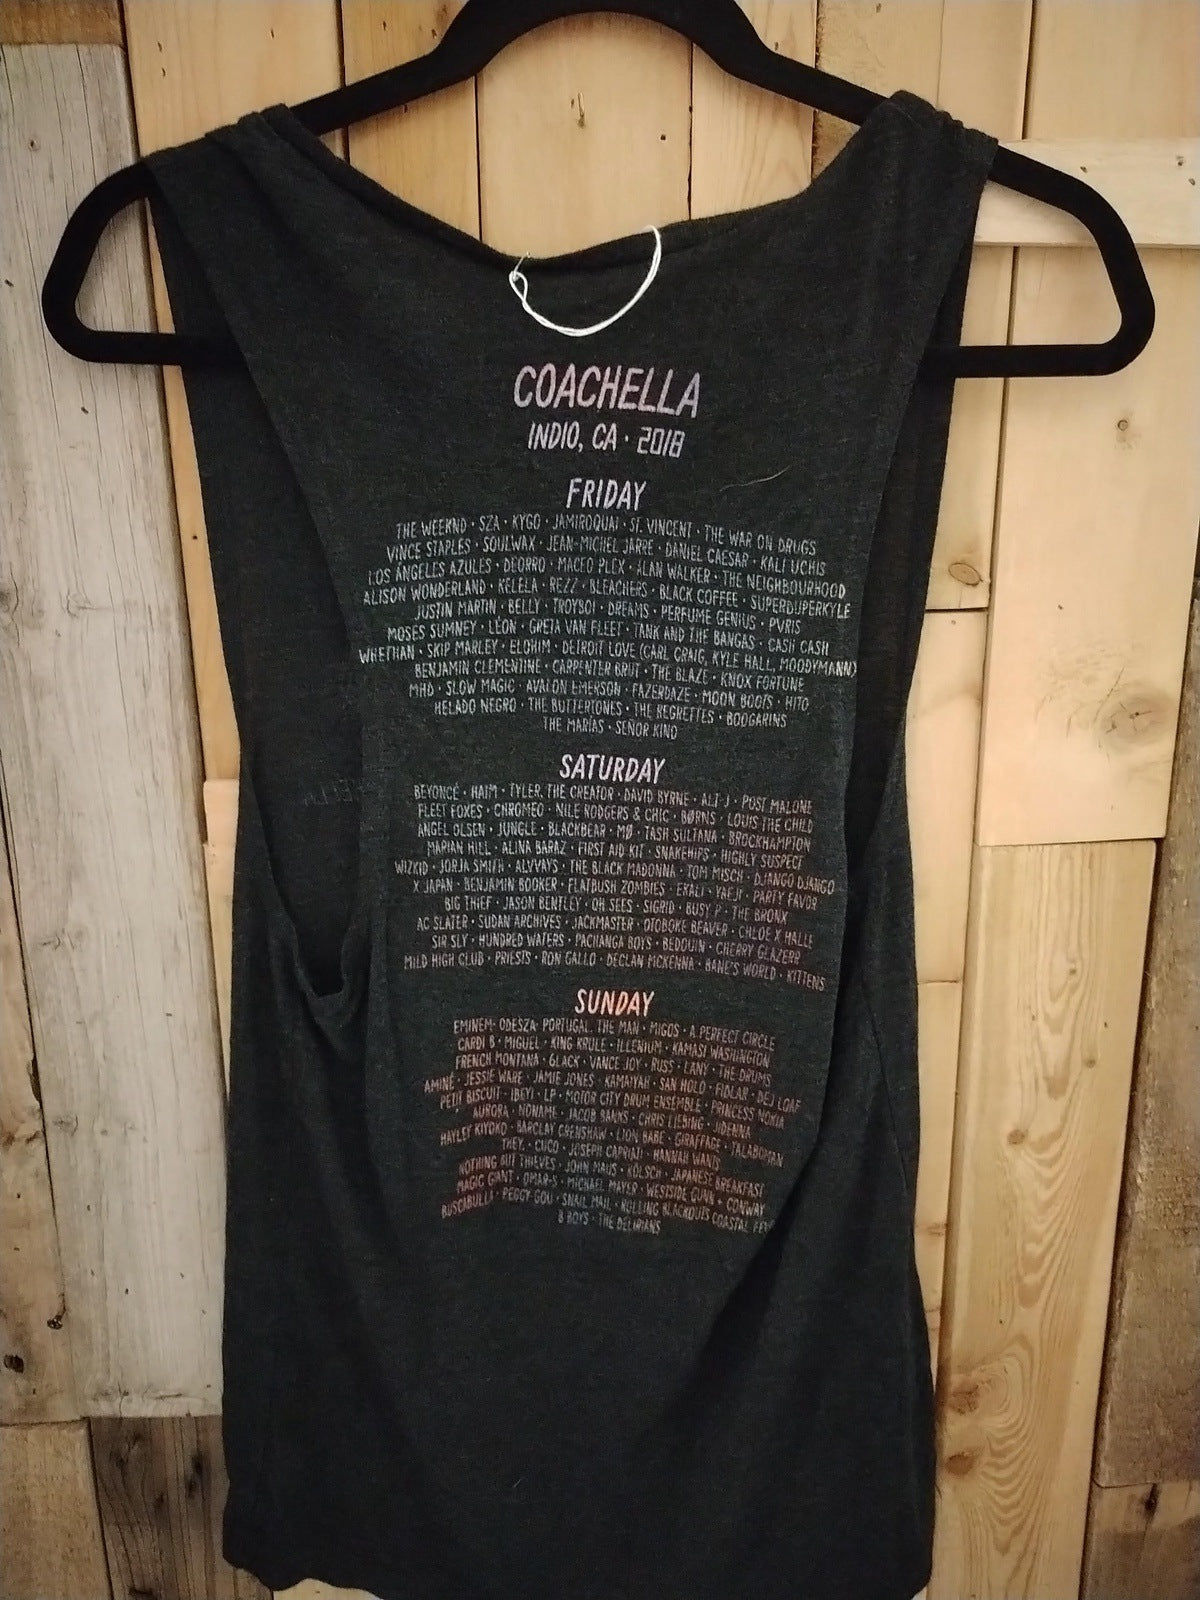 COACHELLA
INDIO, CA · 2018
FRIDAY
THE WEEKND · SZA · KYGO · JAMIROQUAI · ST. VINCENT · THE WAR ON DRUGS
VINCE STAPLES · SOULWAX · JEAN-MICHEL JARRE · DANIEL CAESAR · KALI UCHIS
LOS ÁNGELES AZULES · DEORRO · MACEO PLEX · ALAN WALKER · THE NEIGHBOURHOOD
ALISON WONDERLAND · KELELA · REZZ · BLEACHERS · BLACK COFFEE · SUPERDUPERKYLE
JUSTIN MARTIN · BELLY · TROYBOI · DREAMS · PERFUME GENIUS · PVRIS
MOSES SUMNEY · LÉON · GRETA VAN FLEET · TANK AND THE BANGAS · CASH CASH
WHETHAN · SKIP MARLEY · ELOHIM · DETROIT LOVE (CARL CRAIG, KYLE HALL, MOODYMANN)
BENJAMIN CLEMENTINE · CARPENTER BRUT · THE BLAZE · KNOX FORTUNE
MHD · SLOW MAGIC · AVALON EMERSON · FAZERDAZE · MOON BOOTS · HITO
HELADO NEGRO · THE BUTTERTONES · THE REGRETTES · BOOGARINS
THE MARÍAS · SEÑOR KINO
SATURDAY
BEYONCÉ · HAIM · TYLER, THE CREATOR · DAVID BYRNE · ALT-J · POST MALONE
FLEET FOXES · CHROMEO · NILE RODGERS & CHIC · BØRNS · LOUIS THE CHILD
ANGEL OLSEN · JUNGLE · BLACKBEAR · MØ · TASH SULTANA · BROCKHAMPTON
MARIAN HILL · ALINA BARAZ · FIRST AID KIT · SNAKEHIPS · HIGHLY SUSPECT
WIZKID · JORJA SMITH · ALVVAYS · THE BLACK MADONNA · TOM MISCH · DJANGO DJANGO
X JAPAN · BENJAMIN BOOKER · FLATBUSH ZOMBIES · EKALI · YAEJI · PARTY FAVOR
BIG THIEF · JASON BENTLEY · OH SEES · SIGRID · BUSY P · THE BRONX
AC SLATER · SUDAN ARCHIVES · JACKMASTER · OTOBOKE BEAVER · CHLOE X HALLE
SIR SLY · HUNDRED WATERS · PACHANGA BOYS · BEDOUIN · CHERRY GLAZERR
MILD HIGH CLUB · PRIESTS · RON GALLO · DECLAN MCKENNA · BANE'S WORLD · KITTENS
SUNDAY
EMINEM · ODESZA · PORTUGAL. THE MAN · MIGOS · A PERFECT CIRCLE
CARDI B · MIGUEL · KING KRULE · ILLENIUM · KAMASI WASHINGTON
FRENCH MONTANA · 6LACK · VANCE JOY · RUSS · LANY · THE DRUMS
AMINÉ · JESSIE WARE · JAMIE JONES · KAMAIYAH · SAN HOLO · FIDLAR · DEJ LOAF
PETIT BISCUIT · IBEYI · LP · MOTOR CITY DRUM ENSEMBLE · PRINCESS NOKIA
AURORA · NONAME · JACOB BANKS · CHRIS LIEBING · JIDENNA
HAYLEY KIYOKO · BARCLAY CRENSHAW · LION BABE · GIRAFFAGE · TALABOMAN
THEY. · CUCO · JOSEPH CAPRIATI · HANNAH WANTS
NOTHING BUT THIEVES · JOHN MAUS · KÖLSCH · JAPANESE BREAKFAST
MAGIC GIANT · OMAR-S · MICHAEL MAYER · WESTSIDE GUNN + CONWAY
BUSCABULLA · PEGGY GOU · SNAIL MAIL · ROLLING BLACKOUTS COASTAL
B BOYS · THE DELIRIANS